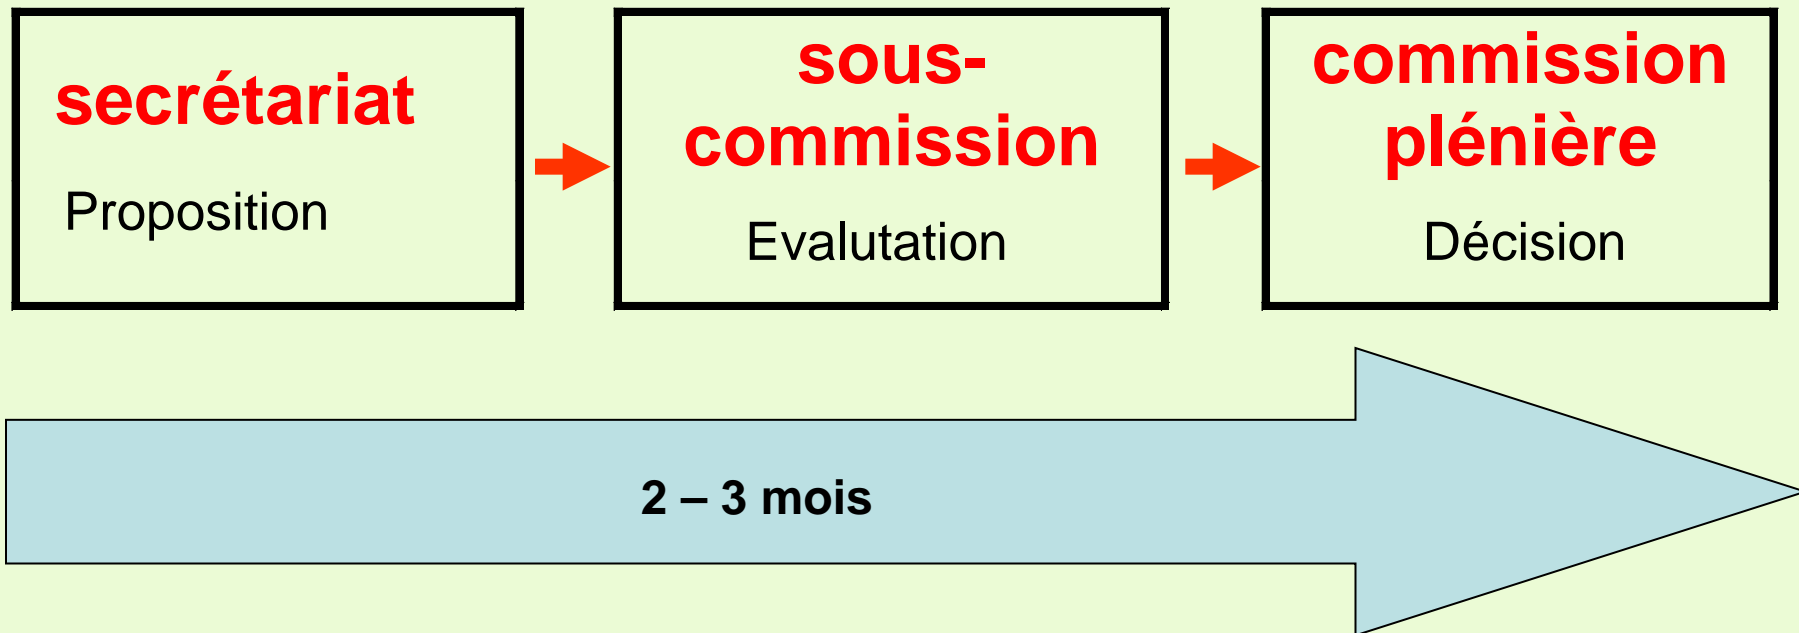 secrétariat
Proposition
sous-
commission
Evalutation
commission
plénière
Décision
2 – 3 mois